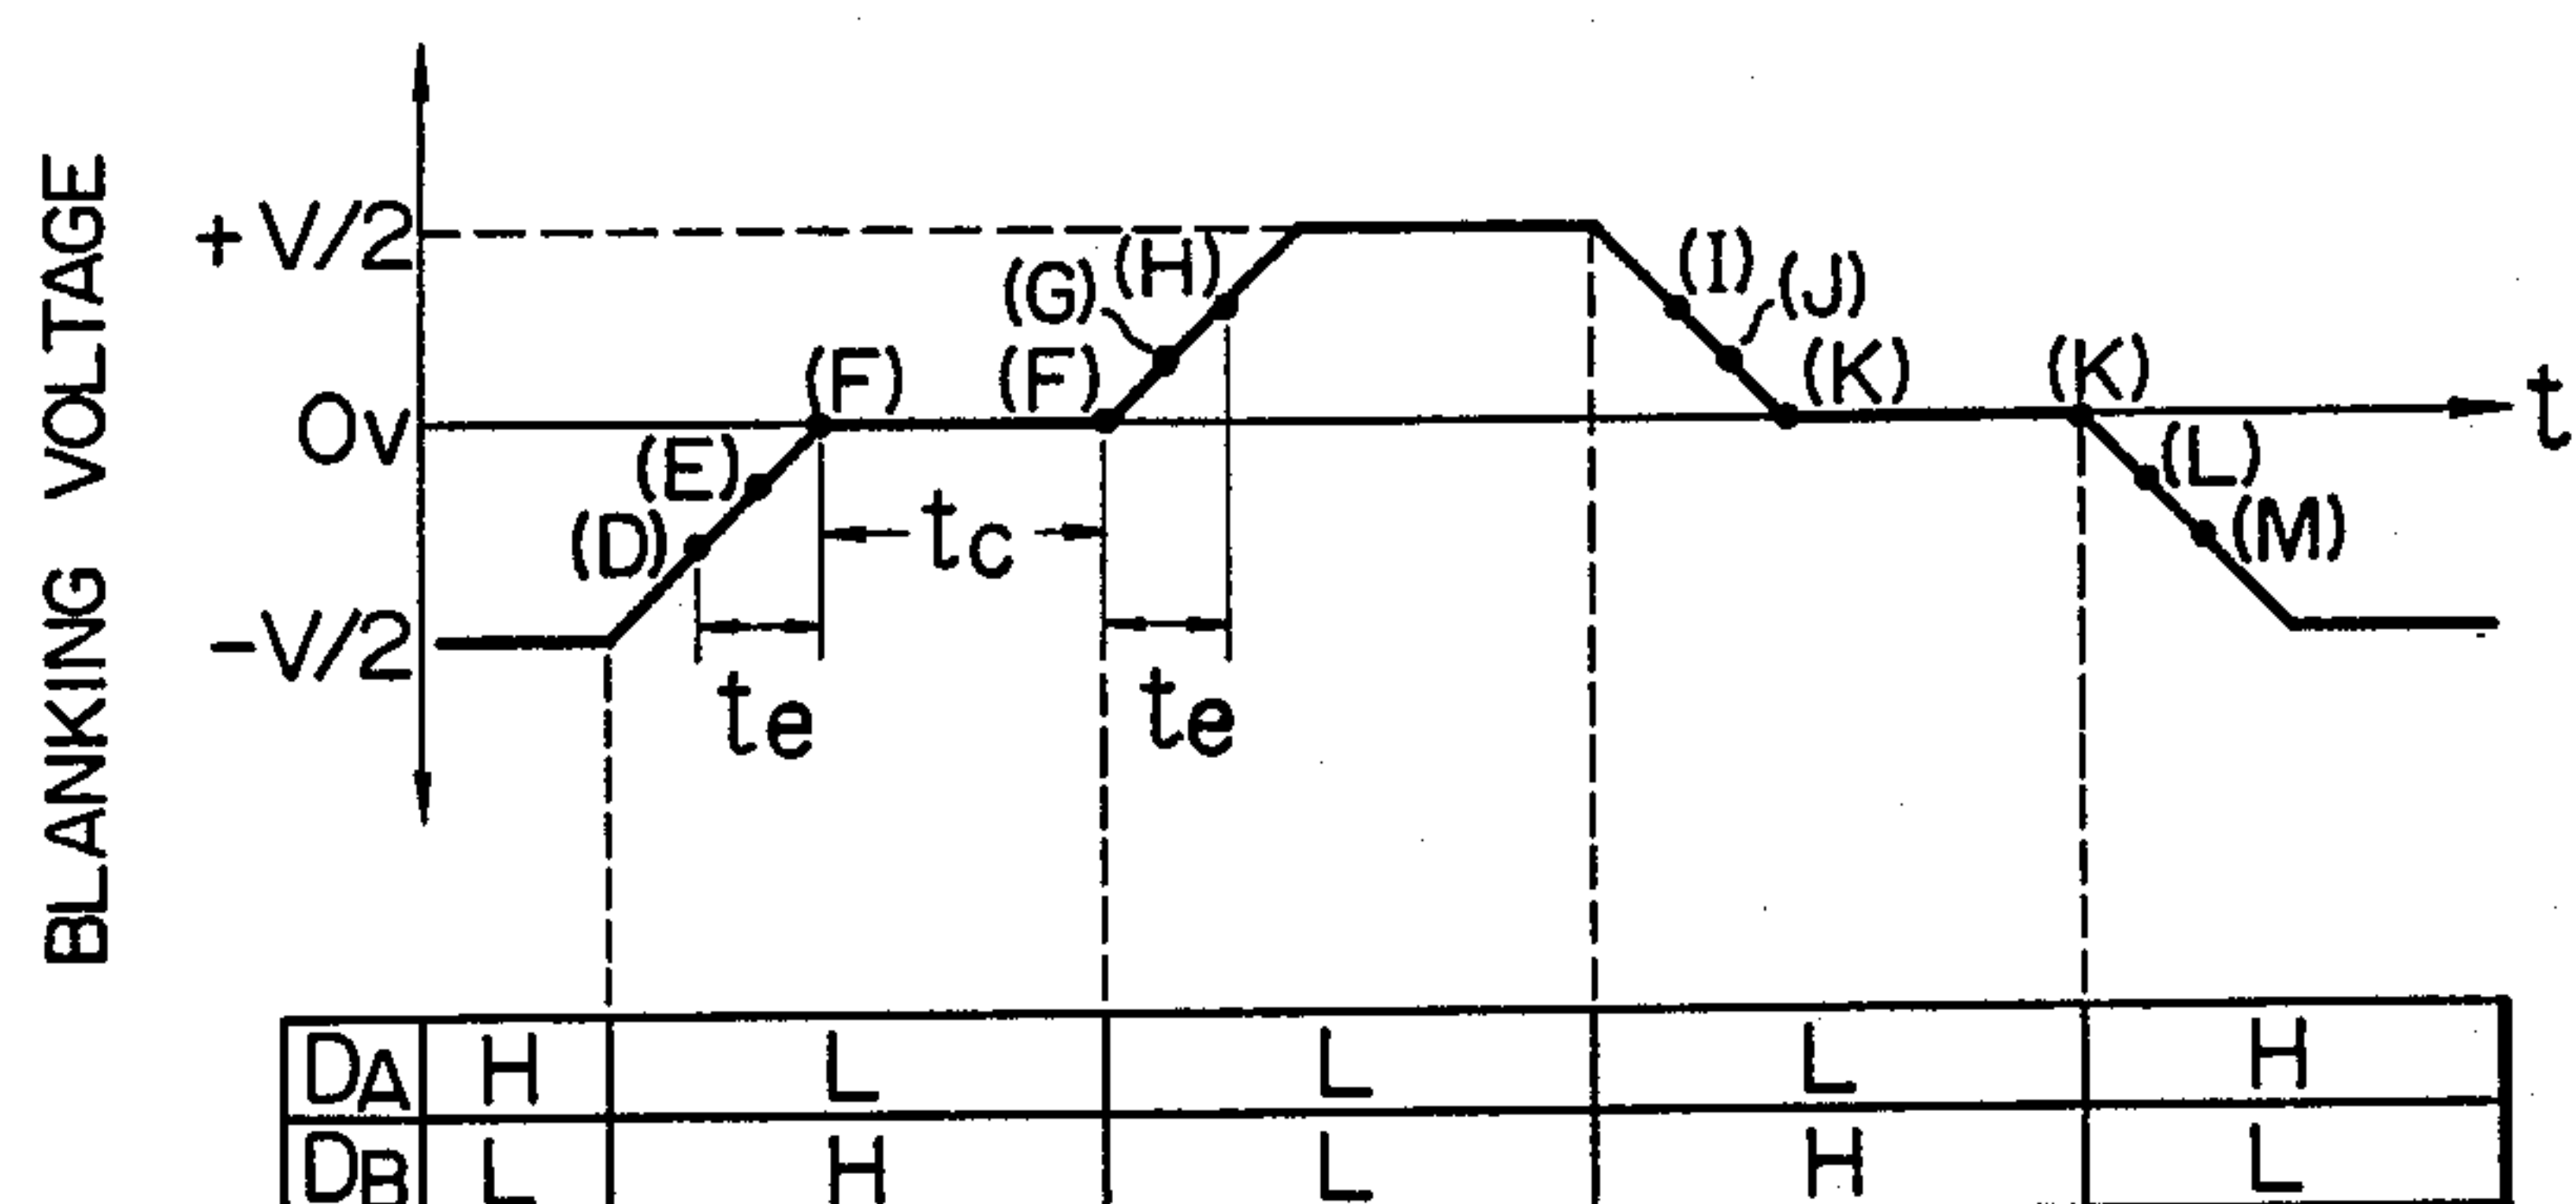 BLANKING VOLTAGE
+V/2
0v
-V/2
(D)
(E)
(F)
(F)
(G)
(H)
(I)
(J)
(K)
(K)
(L)
(M)
t
tc
te
te
DA H L L L H
DB L H L H L